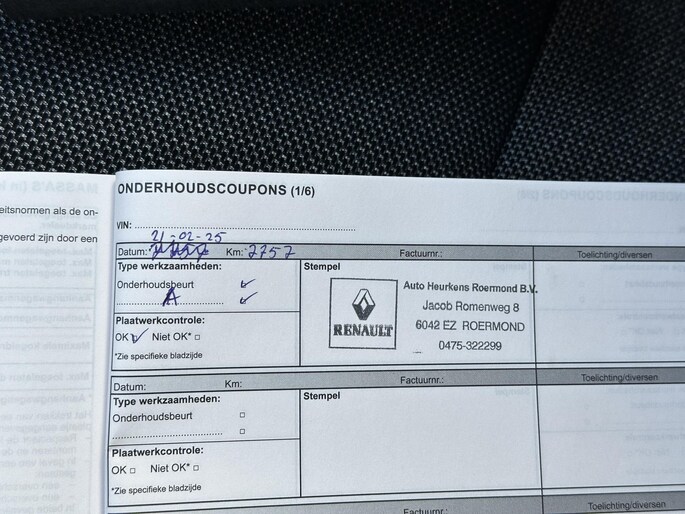 eitsnormen als de on-
gevoerd zijn door een
ONDERHOUDSCOUPONS (1/6)
VIN:
21-02-25
Datum: Km: 2757 Factuurnr.: Toelichting/diversen
Type werkzaamheden:
Onderhoudsbeurt
A
Plaatwerkcontrole:
OK Niet OK*
*Zie specifieke bladzijde
Stempel
RENAULT
Auto Heurkens Roermond B.V.
Jacob Romenweg 8
6042 EZ ROERMOND
0475-322299
Datum: Km: Factuurnr.: Toelichting/diversen
Type werkzaamheden:
Onderhoudsbeurt
Plaatwerkcontrole:
OK Niet OK*
*Zie specifieke bladzijde
Stempel
Factuurnr.: Toelichting/diversen